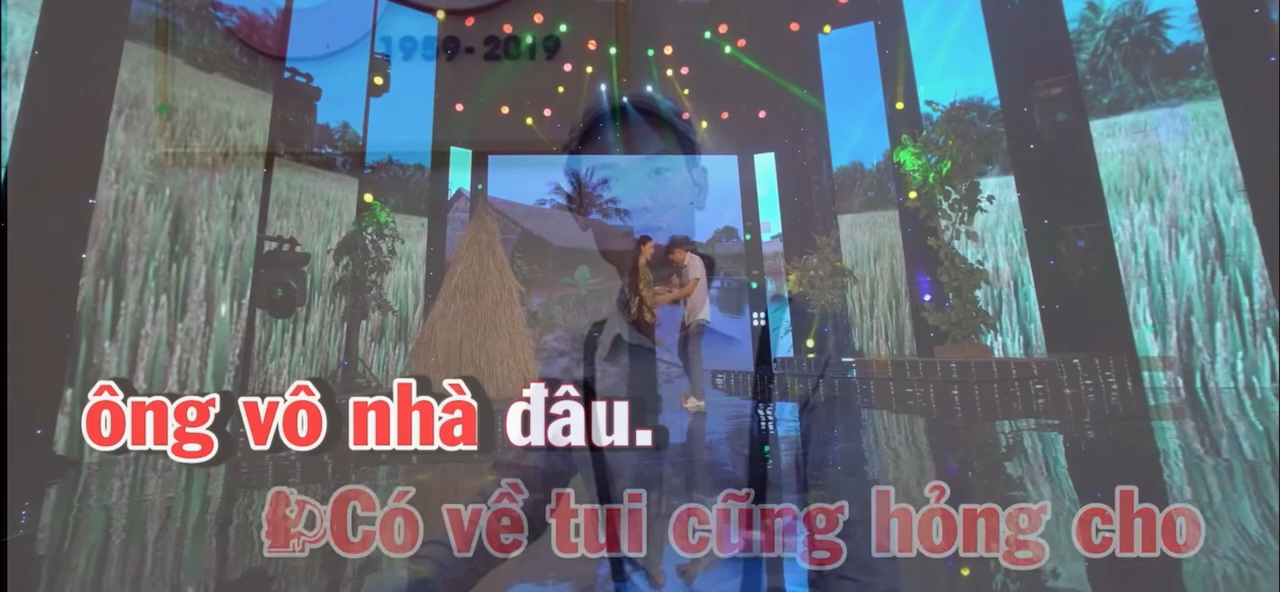 1959-2019
ông vô nhà đâu.
Có về tui cũng hỏng cho